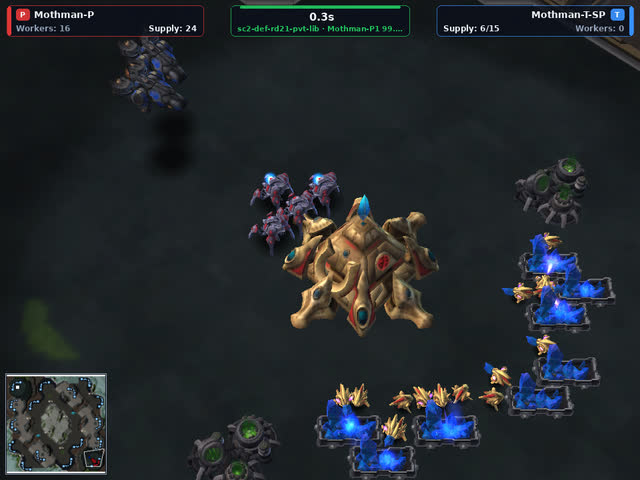 P Mothman-P
Workers: 16 Supply: 24
0.3s
sc2-def-rd21-pvt-lib · Mothman-P1 99....
Mothman-T-SP T
Supply: 6/15 Workers: 0